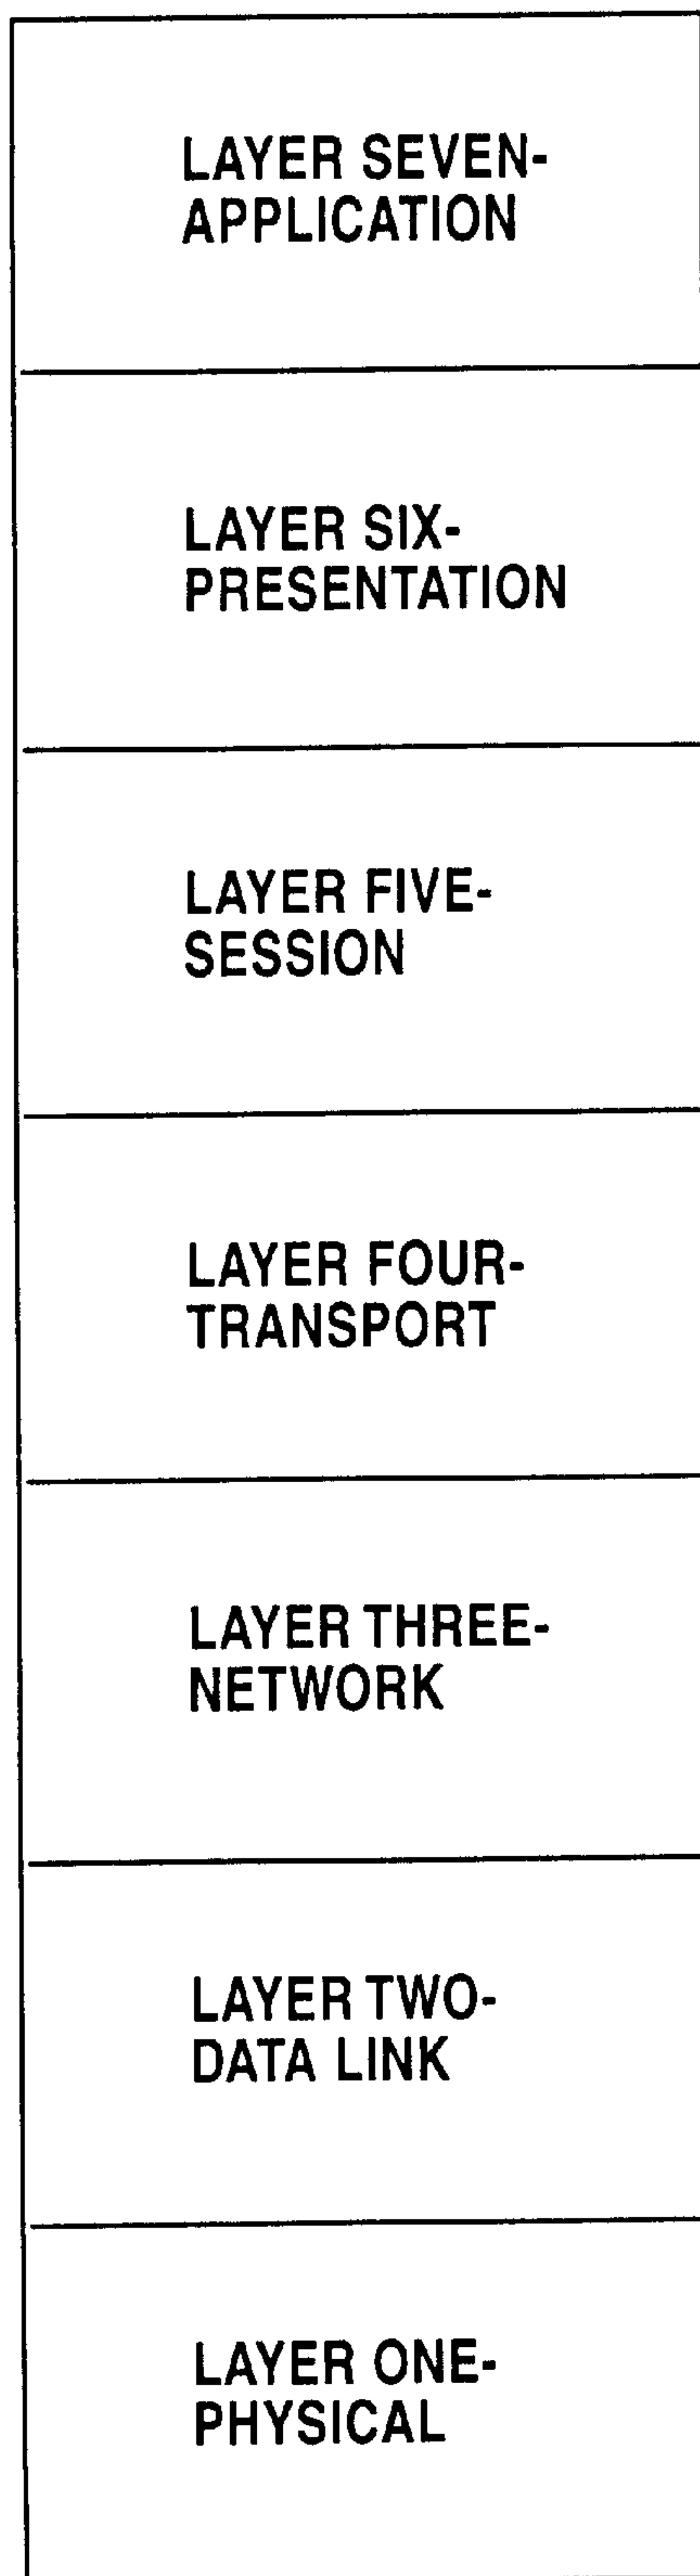 LAYER SEVEN-
APPLICATION
LAYER SIX-
PRESENTATION
LAYER FIVE-
SESSION
LAYER FOUR-
TRANSPORT
LAYER THREE-
NETWORK
LAYER TWO-
DATA LINK
LAYER ONE-
PHYSICAL